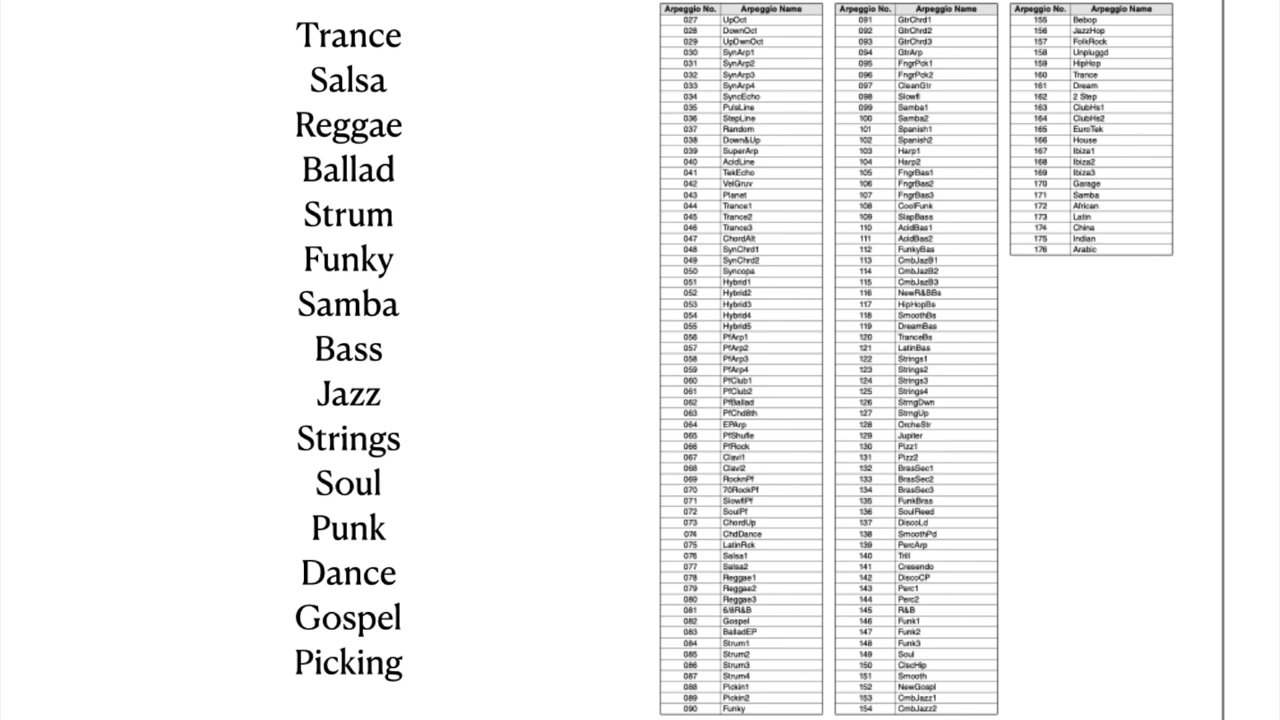 Trance
Salsa
Reggae
Ballad
Strum
Funky
Samba
Bass
Jazz
Strings
Soul
Punk
Dance
Gospel
Picking
Arpeggio No. Arpeggio Name
027 UpOct
028 DownOct
029 UpDwnOct
030 SynArp1
031 SynArp2
032 SynArp3
033 SynArp4
034 SyncEcho
035 PulsLine
036 StepLine
037 Random
038 Down&Up
039 SuperArp
040 AcidLine
041 TekEcho
042 VelGruv
043 Planet
044 Trance1
045 Trance2
046 Trance3
047 ChordAlt
048 SynChrd1
049 SynChrd2
050 Syncopa
051 Hybrid1
052 Hybrid2
053 Hybrid3
054 Hybrid4
055 Hybrid5
056 PfArp1
057 PfArp2
058 PfArp3
059 PfArp4
060 PfClub1
061 PfClub2
062 PfBallad
063 PfChd8th
064 EPArp
065 PfShufle
066 PfRock
067 Clavi1
068 Clavi2
069 RocknPf
070 70RockPf
071 SlowflPf
072 SoulPf
073 ChordUp
074 ChdDance
075 LatinRck
076 Salsa1
077 Salsa2
078 Reggae1
079 Reggae2
080 Reggae3
081 6/8R&B
082 Gospel
083 BalladEP
084 Strum1
085 Strum2
086 Strum3
087 Strum4
088 Pickin1
089 Pickin2
090 Funky
Arpeggio No. Arpeggio Name
091 GtrChrd1
092 GtrChrd2
093 GtrChrd3
094 GtrArp
095 FngrPck1
096 FngrPck2
097 CleanGtr
098 Slowfl
099 Samba1
100 Samba2
101 Spanish1
102 Spanish2
103 Harp1
104 Harp2
105 FngrBas1
106 FngrBas2
107 FngrBas3
108 CoolFunk
109 SlapBass
110 AcidBas1
111 AcidBas2
112 FunkyBas
113 CmbJazB1
114 CmbJazB2
115 CmbJazB3
116 NewR&BBs
117 HipHopBs
118 SmoothBs
119 DreamBas
120 TranceBs
121 LatinBas
122 Strings1
123 Strings2
124 Strings3
125 Strings4
126 StrngDwn
127 StrngUp
128 OrcheStr
129 Jupiter
130 Pizz1
131 Pizz2
132 BrasSec1
133 BrasSec2
134 BrasSec3
135 FunkBras
136 SoulReed
137 DiscoLd
138 SmoothPd
139 PercArp
140 Trill
141 Cresendo
142 DiscoCP
143 Perc1
144 Perc2
145 R&B
146 Funk1
147 Funk2
148 Funk3
149 Soul
150 ClscHip
151 Smooth
152 NewGospl
153 CmbJazz1
154 CmbJazz2
Arpeggio No. Arpeggio Name
155 Bebop
156 JazzHop
157 FolkRock
158 Unpluggd
159 HipHop
160 Trance
161 Dream
162 2 Step
163 ClubHs1
164 ClubHs2
165 EuroTek
166 House
167 Ibiza1
168 Ibiza2
169 Ibiza3
170 Garage
171 Samba
172 African
173 Latin
174 China
175 Indian
176 Arabic